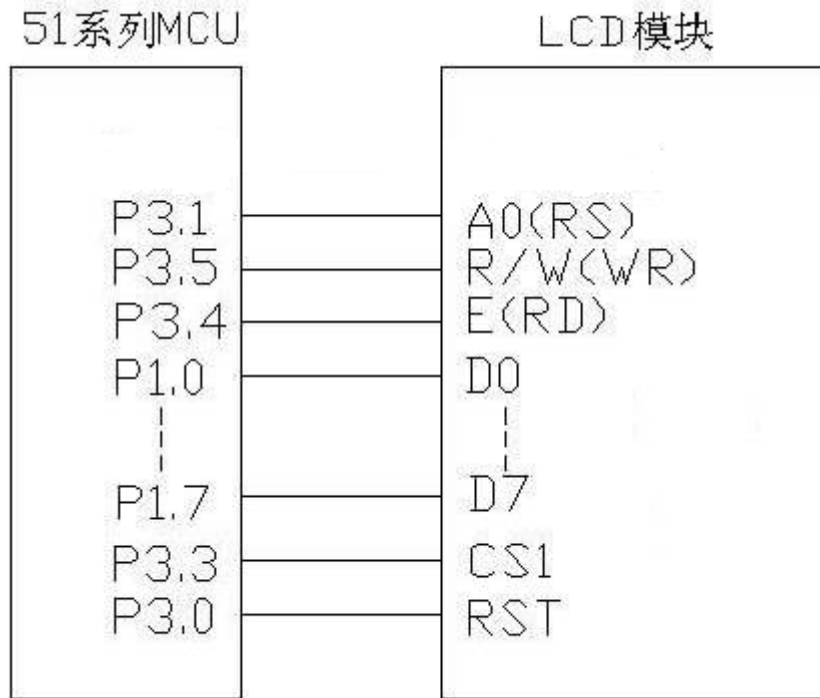 51系列MCU LCD模块
P3.1 A0(RS)
P3.5 R/W(WR)
P3.4 E(RD)
P1.0 D0
P1.7 D7
P3.3 CS1
P3.0 RST